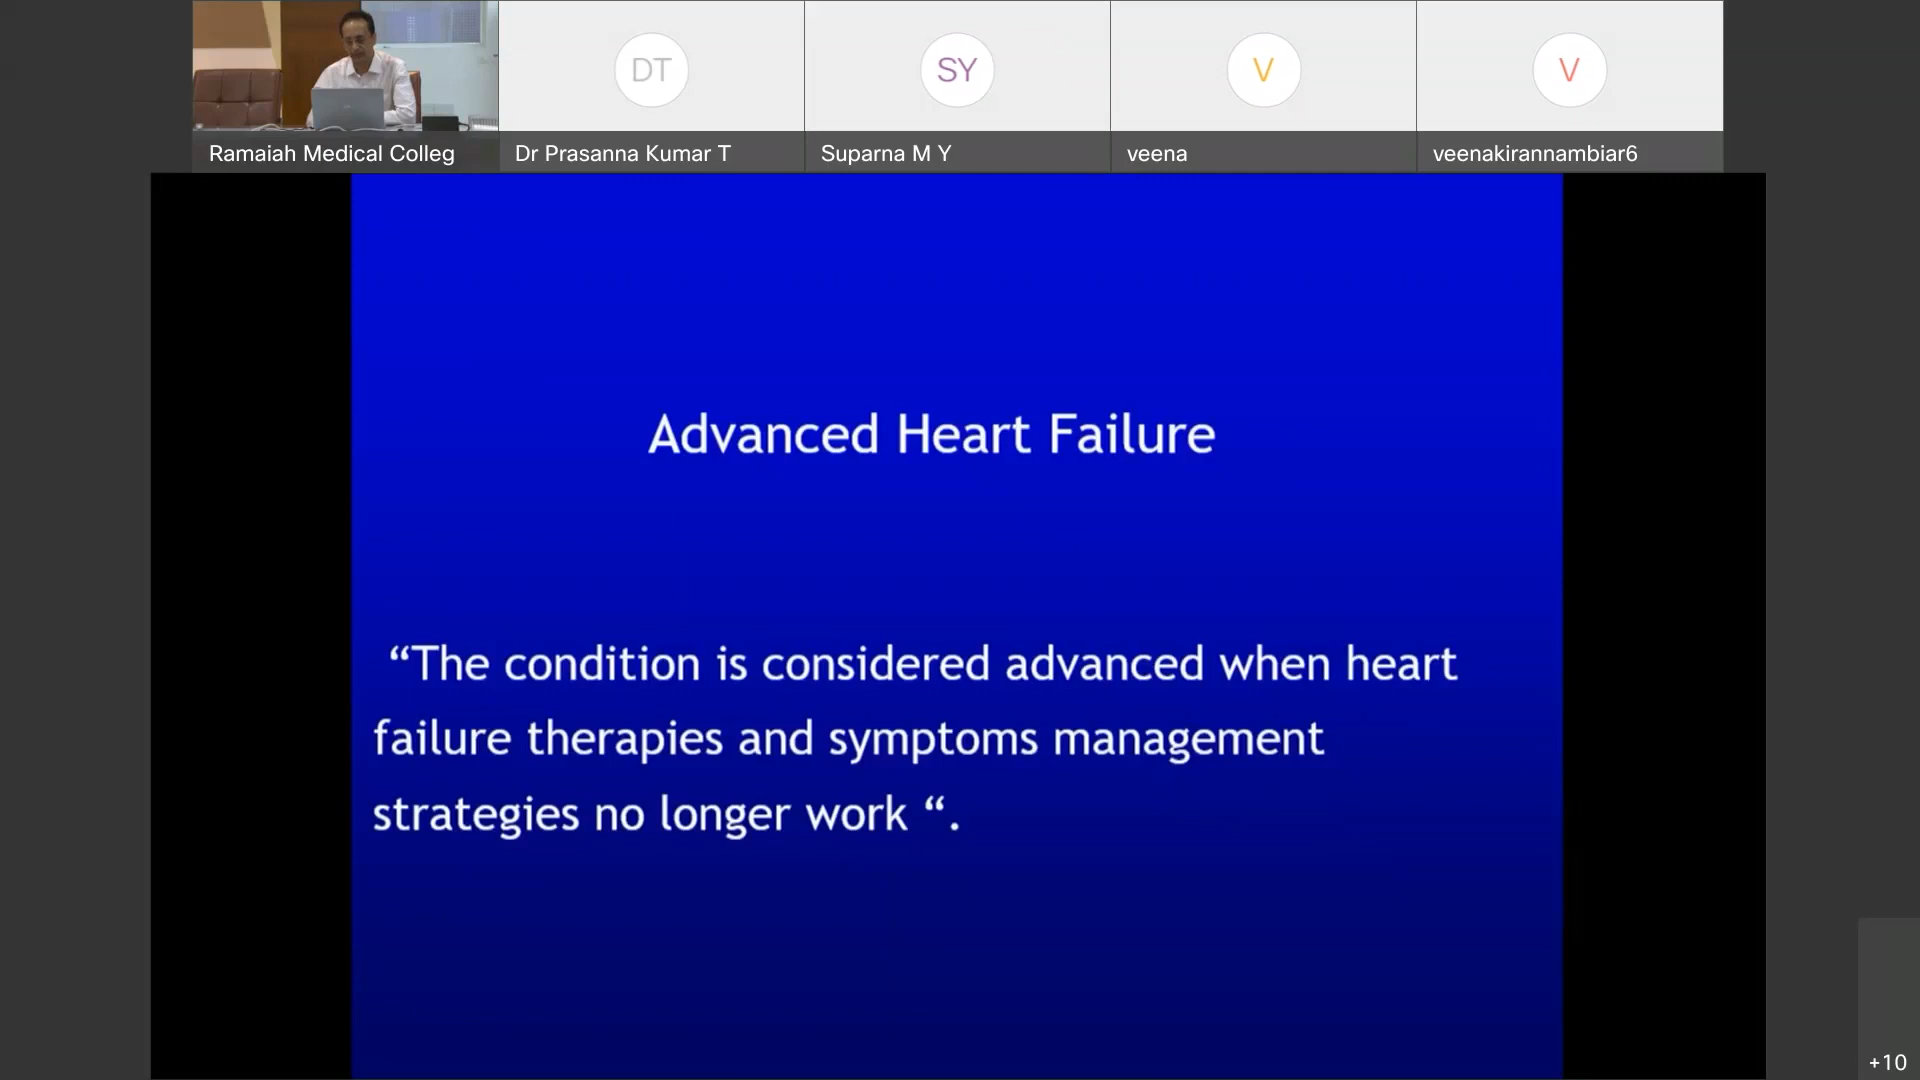 DT
SY
V
V
Ramaiah Medical Colleg
Dr Prasanna Kumar T
Suparna M Y
veena
veenakirannambiar6
Advanced Heart Failure
“The condition is considered advanced when heart
failure therapies and symptoms management
strategies no longer work “.
+10